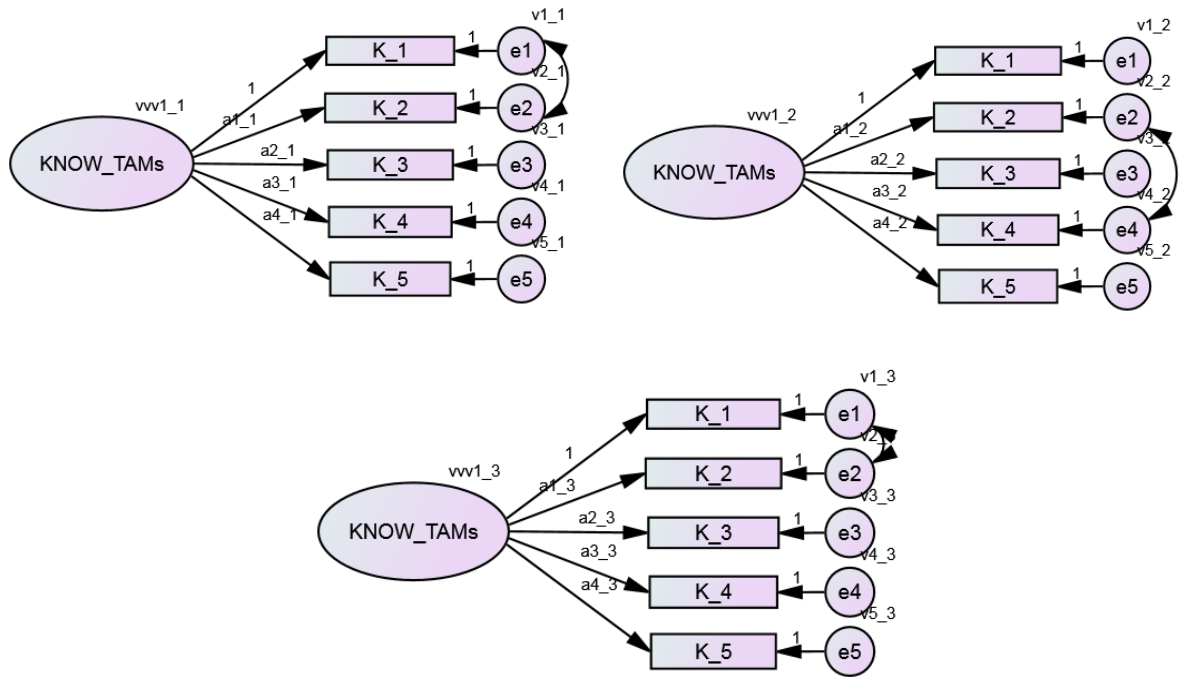 v1_1
K_1 1 e1
v2_1
1
vvv1_1
K_2 1 e2
a1_1
v3_1
KNOW_TAMs
a2_1
K_3 1 e3
a3_1
v4_1
K_4 1 e4
a4_1
v5_1
K_5 1 e5
v1_2
K_1 1 e1
v2_2
1
vvv1_2
K_2 1 e2
a1_2
KNOW_TAMs
a2_2
K_3 1 e3
a3_2
v4_2
K_4 1 e4
a4_2
v5_2
K_5 1 e5
v1_3
K_1 1 e1
1
vvv1_3
K_2 1 e2
a1_3
v3_3
KNOW_TAMs
a2_3
K_3 1 e3
a3_3
v4_3
K_4 1 e4
a4_3
v5_3
K_5 1 e5